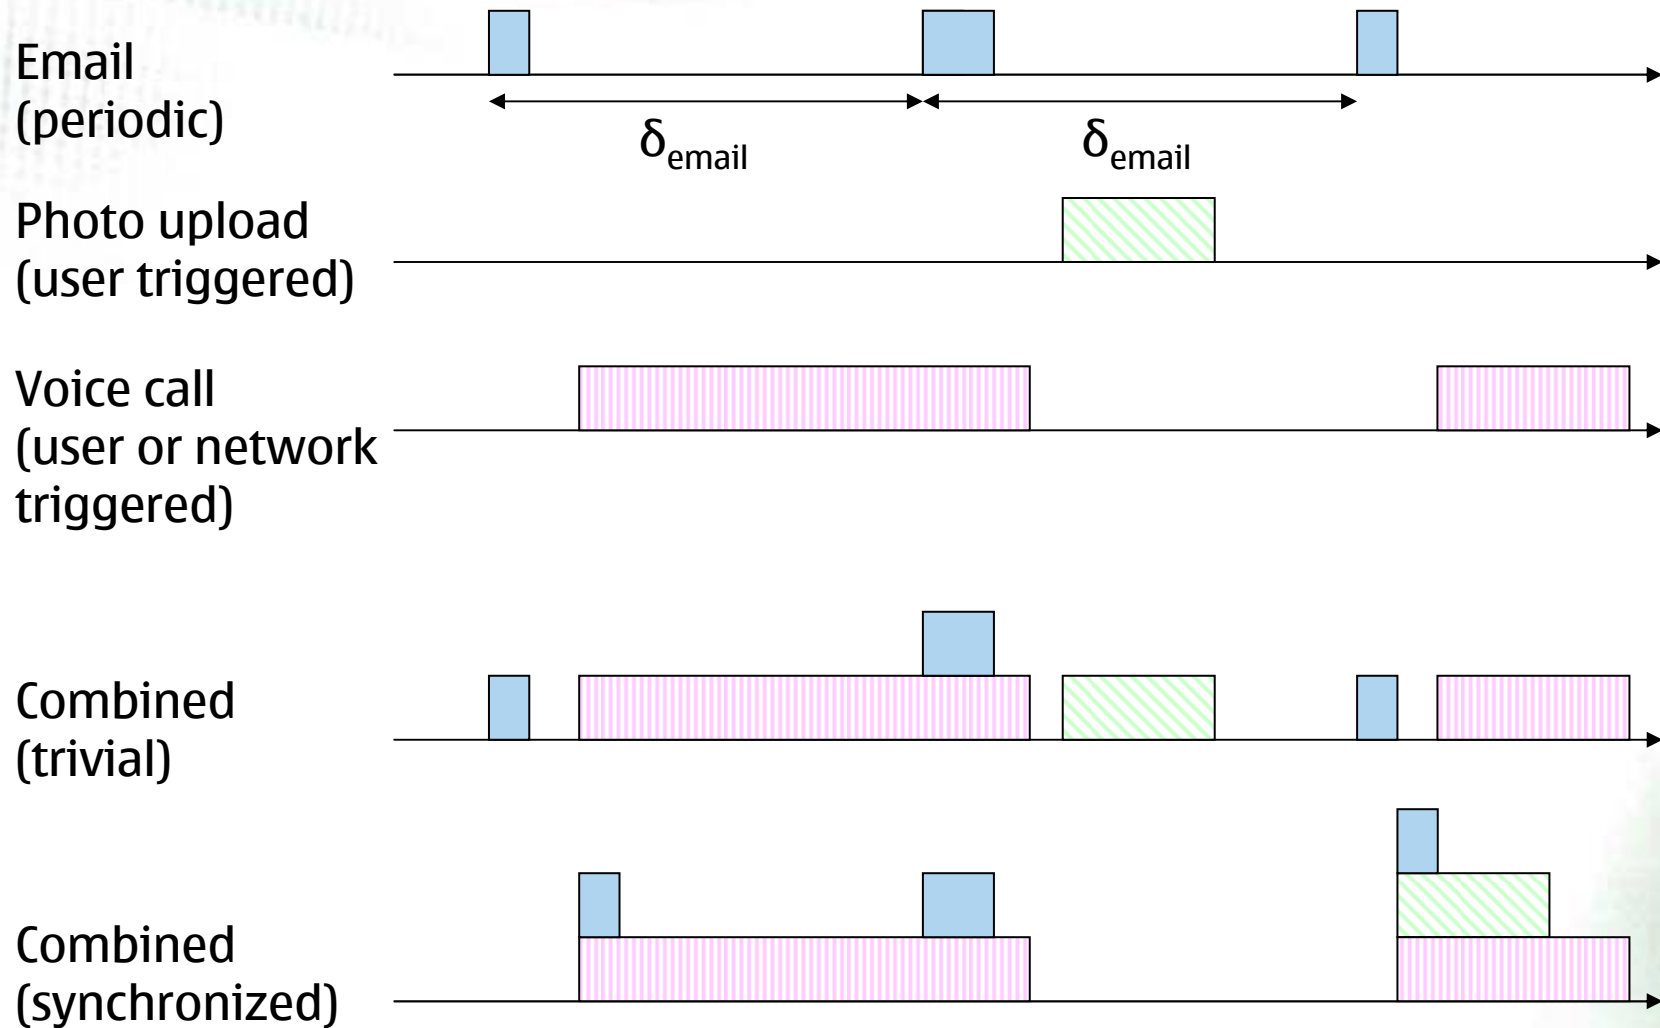 Email
(periodic)
δemail
δemail
Photo upload
(user triggered)
Voice call
(user or network
triggered)
Combined
(trivial)
Combined
(synchronized)